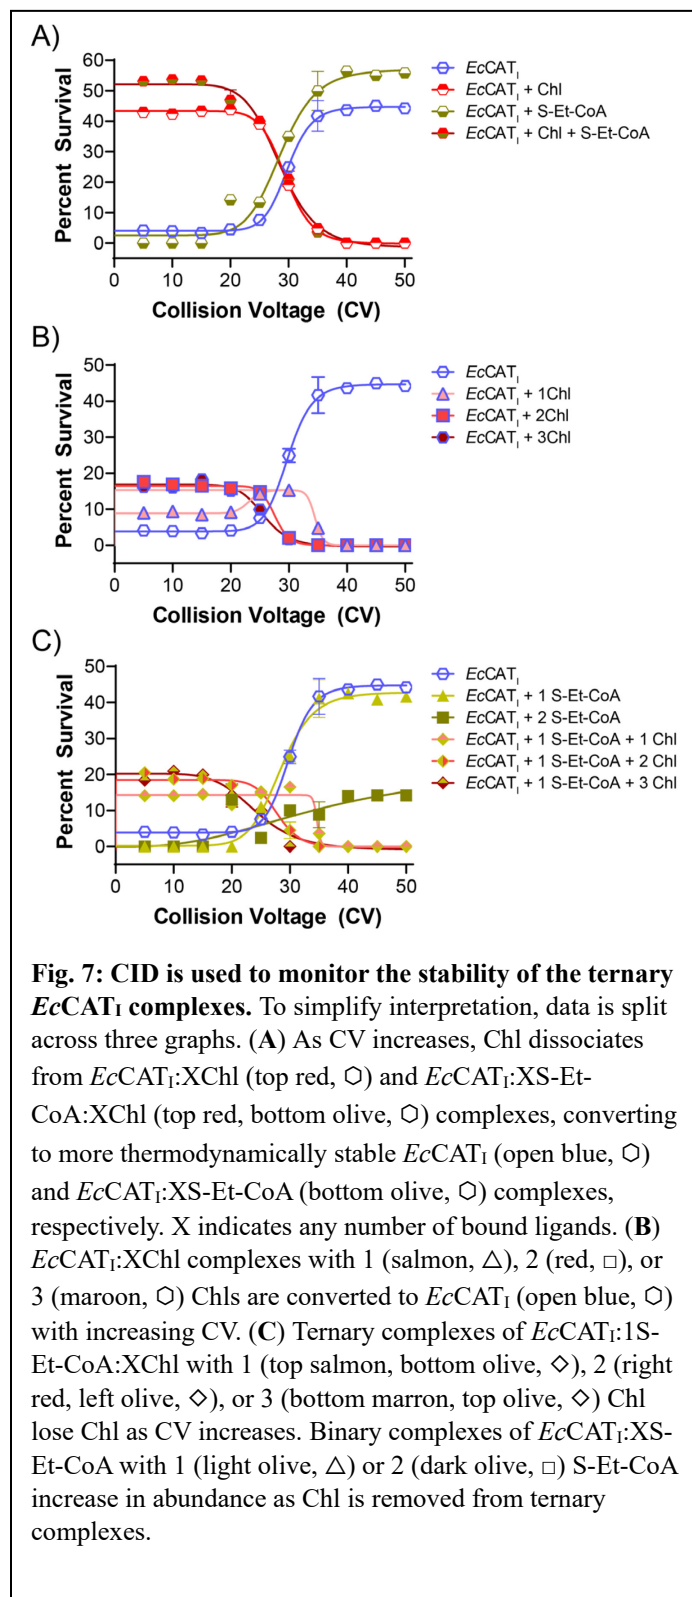 A)
60
50
40
30
20
10
0
Percent Survival
0 10 20 30 40 50
Collision Voltage (CV)
EcCATI
EcCATI + Chl
EcCATI + S-Et-CoA
EcCATI + Chl + S-Et-CoA
B)
50
40
30
20
10
0
Percent Survival
0 10 20 30 40 50
Collision Voltage (CV)
EcCATI
EcCATI + 1Chl
EcCATI + 2Chl
EcCATI + 3Chl
C)
50
40
30
20
10
0
Percent Survival
0 10 20 30 40 50
Collision Voltage (CV)
EcCATI
EcCATI + 1 S-Et-CoA
EcCATI + 2 S-Et-CoA
EcCATI + 1 S-Et-CoA + 1 Chl
EcCATI + 1 S-Et-CoA + 2 Chl
EcCATI + 1 S-Et-CoA + 3 Chl
Fig. 7: CID is used to monitor the stability of the ternary
EcCATI complexes. To simplify interpretation, data is split
across three graphs. (A) As CV increases, Chl dissociates
from EcCATI:XChl (top red, ⬡) and EcCATI:XS-Et-
CoA:XChl (top red, bottom olive, ⬡) complexes, converting
to more thermodynamically stable EcCATI (open blue, ⬡)
and EcCATI:XS-Et-CoA (bottom olive, ⬡) complexes,
respectively. X indicates any number of bound ligands. (B)
EcCATI:XChl complexes with 1 (salmon, △), 2 (red, □), or
3 (maroon, ⬡) Chls are converted to EcCATI (open blue, ⬡)
with increasing CV. (C) Ternary complexes of EcCATI:1S-
Et-CoA:XChl with 1 (top salmon, bottom olive, ◇), 2 (right
red, left olive, ◇), or 3 (bottom marron, top olive, ◇) Chl
lose Chl as CV increases. Binary complexes of EcCATI:XS-
Et-CoA with 1 (light olive, △) or 2 (dark olive, □) S-Et-CoA
increase in abundance as Chl is removed from ternary
complexes.